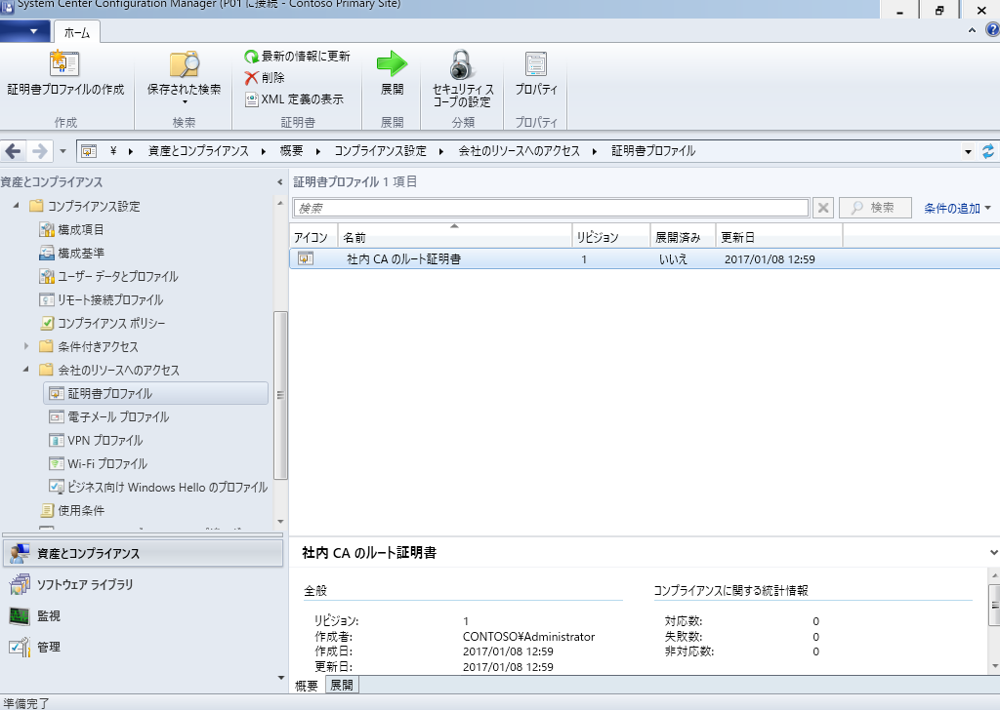 System Center Configuration Manager (P01 に接続 - Contoso Primary Site)
ホーム
証明書プロファイルの作成
保存された検索
最新の情報に更新
削除
XML 定義の表示
展開
セキュリティ ス
コープの設定
プロパティ
作成
検索
証明書
展開
分類
プロパティ
¥ 資産とコンプライアンス 概要 コンプライアンス設定 会社のリソースへのアクセス 証明書プロファイル
資産とコンプライアンス
コンプライアンス設定
構成項目
構成基準
ユーザー データとプロファイル
リモート接続プロファイル
コンプライアンス ポリシー
条件付きアクセス
会社のリソースへのアクセス
証明書プロファイル
電子メール プロファイル
VPN プロファイル
Wi-Fi プロファイル
ビジネス向け Windows Hello のプロファイル
使用条件
資産とコンプライアンス
ソフトウェア ライブラリ
監視
管理
証明書プロファイル 1 項目
検索
検索
条件の追加
アイコン 名前 リビジョン 展開済み 更新日
社内 CA のルート証明書 1 いいえ 2017/01/08 12:59
社内 CA のルート証明書
全般
リビジョン: 1
作成者: CONTOSO¥Administrator
作成日: 2017/01/08 12:59
更新日: 2017/01/08 12:59
コンプライアンスに関する統計情報
対応数: 0
失敗数: 0
非対応数: 0
概要 展開
準備完了